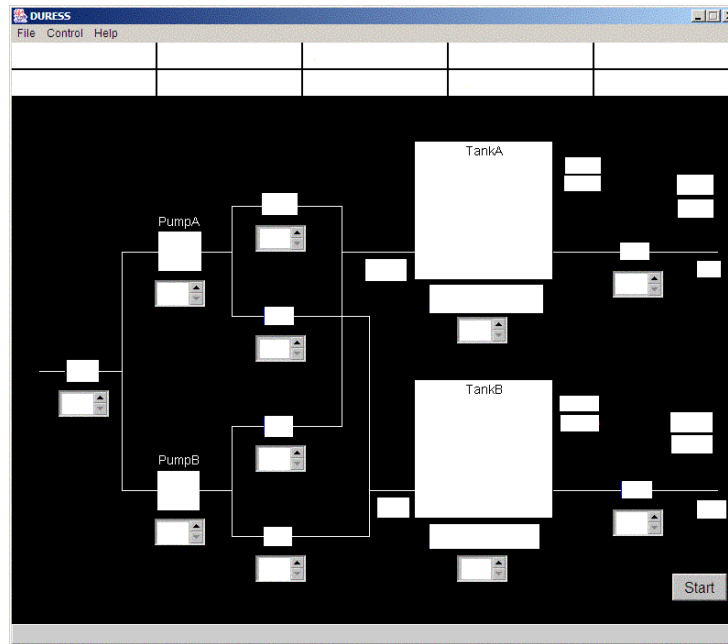 DURESS
File Control Help
TankA
PumpA
TankB
PumpB
Start